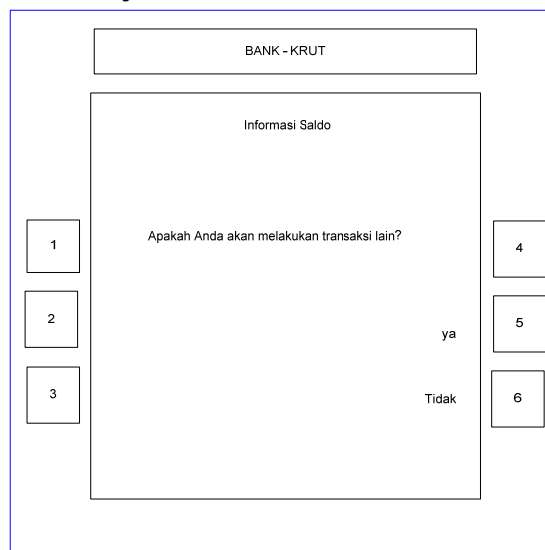 BANK - KRUT
Informasi Saldo
1
Apakah Anda akan melakukan transaksi lain?
4
2
ya
5
3
Tidak
6